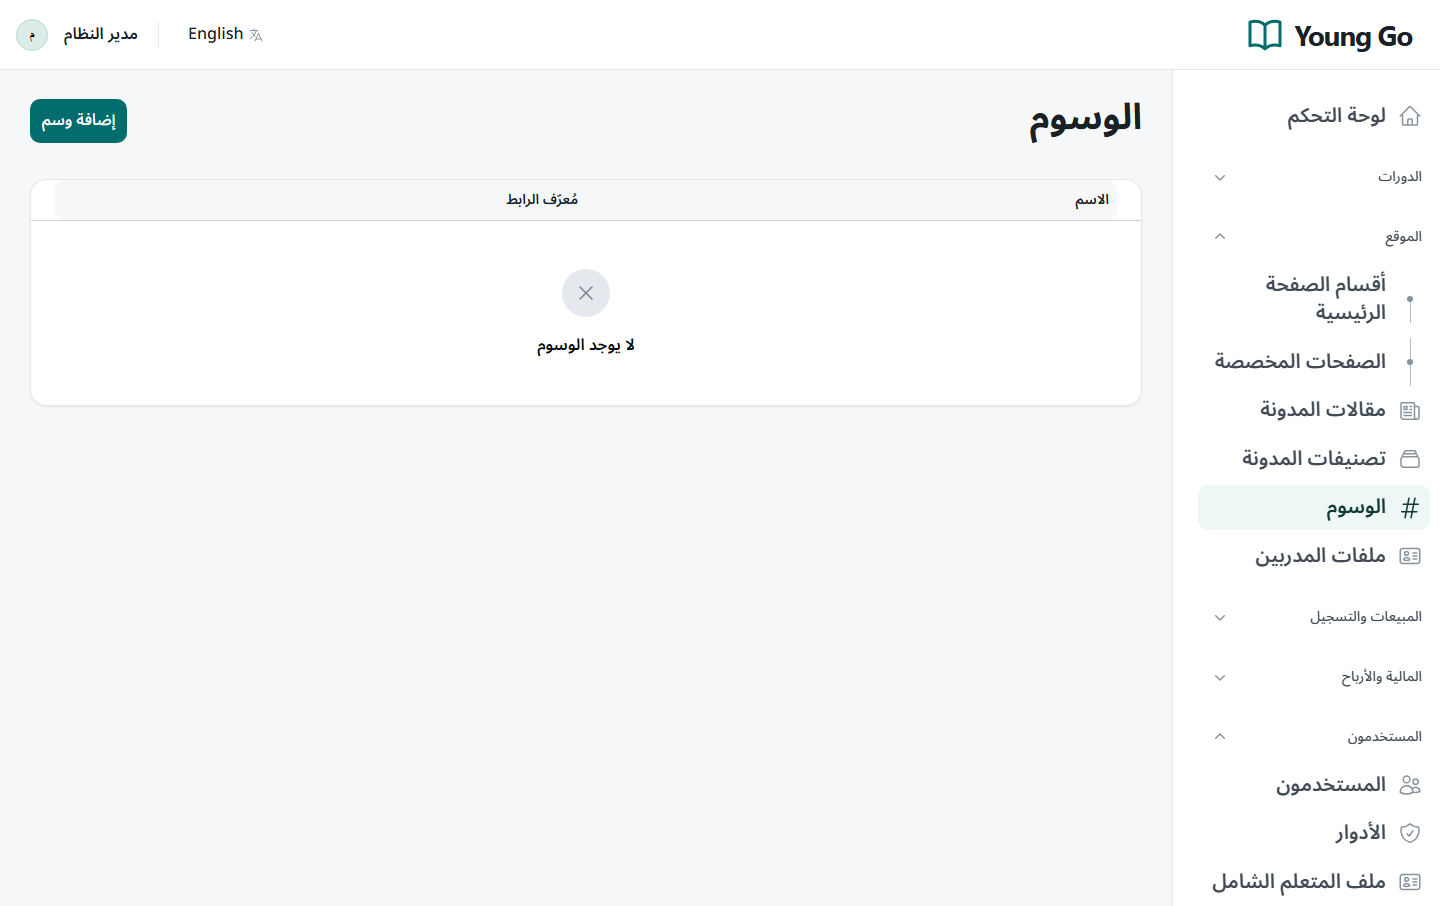 Young Go
English
مدير النظام
م
لوحة التحكم
الدورات
الموقع
أقسام الصفحة
الرئيسية
الصفحات المخصصة
مقالات المدونة
تصنيفات المدونة
الوسوم
ملفات المدربين
المبيعات والتسجيل
المالية والأرباح
المستخدمون
المستخدمون
الأدوار
ملف المتعلم الشامل
الوسوم
إضافة وسم
الاسم
مُعرّف الرابط
لا يوجد الوسوم